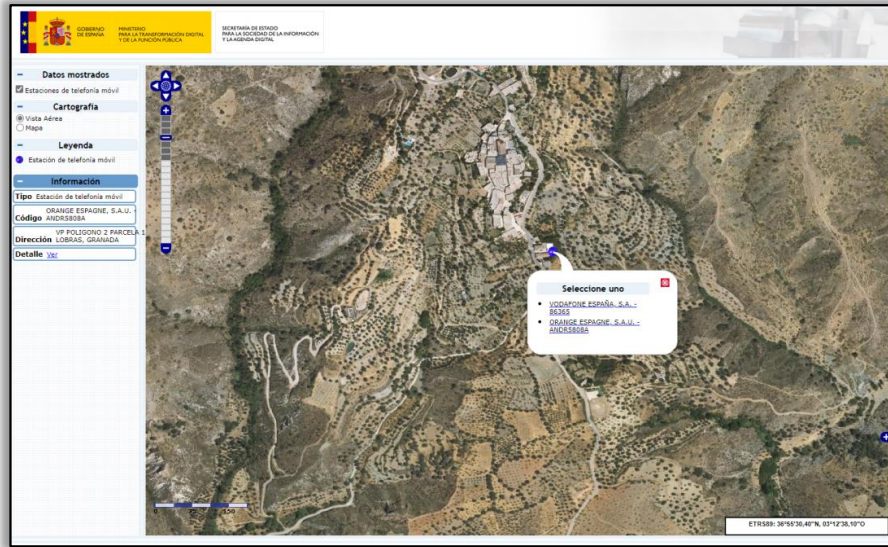 GOBIERNO
DE ESPAÑA
MINISTERIO
PARA LA TRANSFORMACIÓN DIGITAL
Y DE LA FUNCIÓN PÚBLICA
SECRETARÍA DE ESTADO
PARA LA SOCIEDAD DE LA INFORMACIÓN
Y LA AGENDA DIGITAL
Datos mostrados
Estaciones de telefonía móvil
Cartografía
Vista Aérea
Mapa
Leyenda
Estación de telefonía móvil
Información
Tipo Estación de telefonía móvil
Código ORANGE ESPAGNE, S.A.U. -
ANDR5808A
Dirección VP POLIGONO 2 PARCELA 1
LOBRAS, GRANADA
Detalle Ver
Seleccione uno
VODAFONE ESPAÑA, S.A. -
86365
ORANGE ESPAGNE, S.A.U. -
ANDR5808A
0 150
ETRS89: 36°55'30,40"N, 03°12'38,10"O